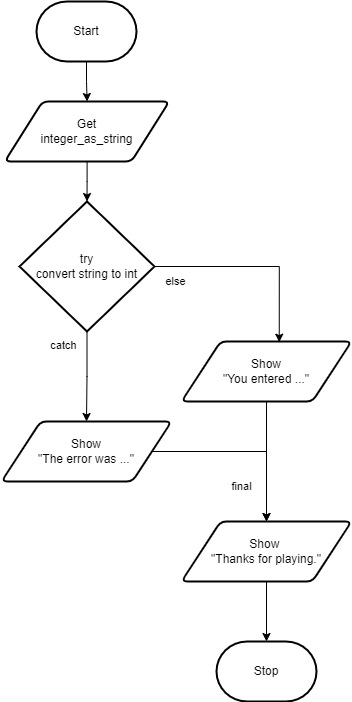 Start
Get
integer_as_string
try
convert string to int
else
catch
Show
"You entered ..."
Show
"The error was ..."
final
Show
"Thanks for playing."
Stop